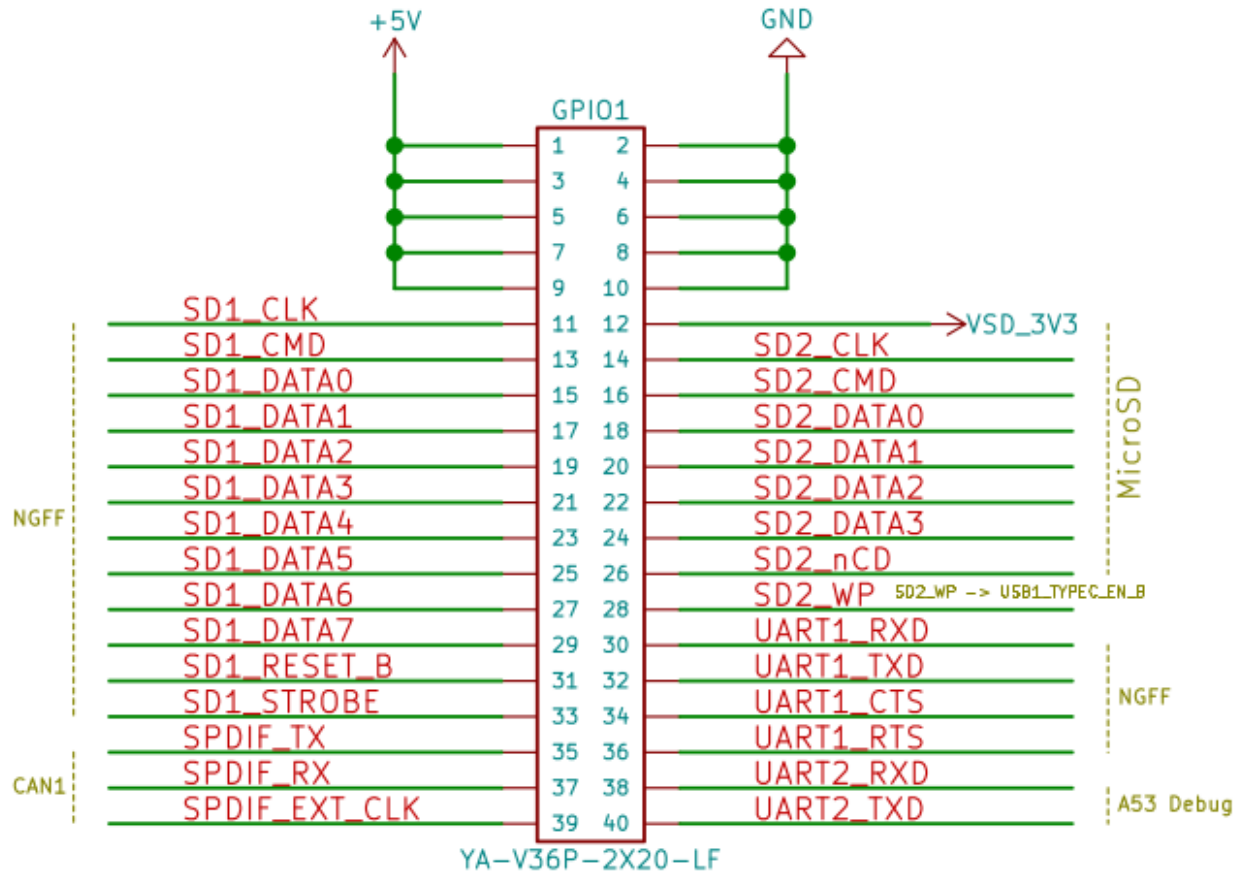 +5V
GND
GPIO1
1 2
3 4
5 6
7 8
9 10
SD1_CLK 11 12 VSD_3V3
SD1_CMD 13 14 SD2_CLK
SD1_DATA0 15 16 SD2_CMD
SD1_DATA1 17 18 SD2_DATA0
SD1_DATA2 19 20 SD2_DATA1
SD1_DATA3 21 22 SD2_DATA2
SD1_DATA4 23 24 SD2_DATA3
SD1_DATA5 25 26 SD2_nCD
SD1_DATA6 27 28 SD2_WP SD2_WP -> USB1_TYPEC_EN_B
SD1_DATA7 29 30 UART1_RXD
SD1_RESET_B 31 32 UART1_TXD
SD1_STROBE 33 34 UART1_CTS
SPDIF_TX 35 36 UART1_RTS
SPDIF_RX 37 38 UART2_RXD
SPDIF_EXT_CLK 39 40 UART2_TXD
NGFF
CAN1
MicroSD
NGFF
A53 Debug
YA-V36P-2X20-LF